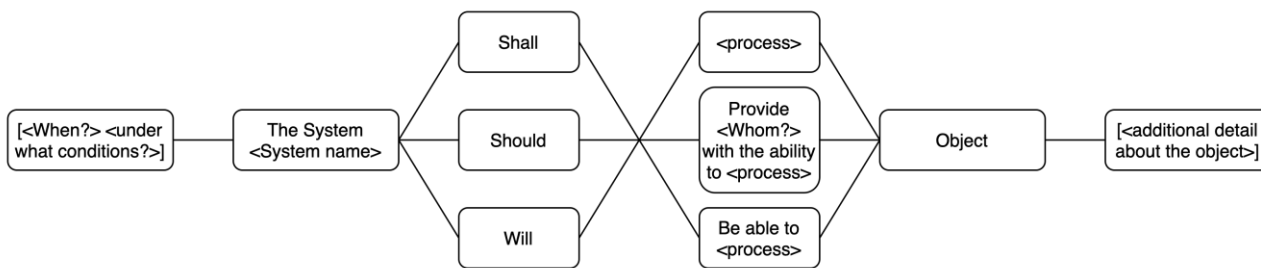 [<When?> <under
what conditions?>]
The System
<System name>
Shall
Should
Will
<process>
Provide
<Whom?>
with the ability
to <process>
Be able to
<process>
Object
[<additional detail
about the object>]